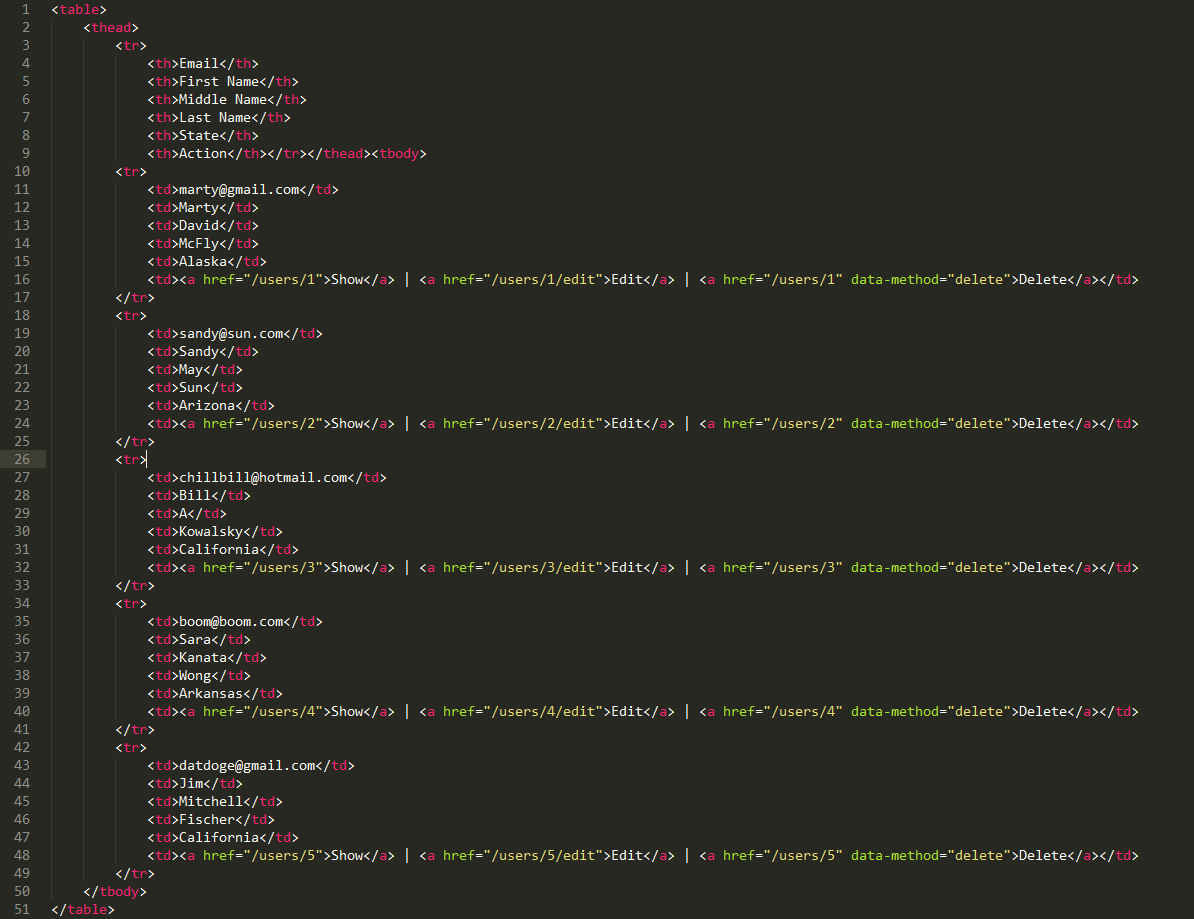 1 <table>
2 <thead>
3 <tr>
4 <th>Email</th>
5 <th>First Name</th>
6 <th>Middle Name</th>
7 <th>Last Name</th>
8 <th>State</th>
9 <th>Action</th></tr></thead><tbody>
10 <tr>
11 <td>marty@gmail.com</td>
12 <td>Marty</td>
13 <td>David</td>
14 <td>McFly</td>
15 <td>Alaska</td>
16 <td><a href="/users/1">Show</a> | <a href="/users/1/edit">Edit</a> | <a href="/users/1" data-method="delete">Delete</a></td>
17 </tr>
18 <tr>
19 <td>sandy@sun.com</td>
20 <td>Sandy</td>
21 <td>May</td>
22 <td>Sun</td>
23 <td>Arizona</td>
24 <td><a href="/users/2">Show</a> | <a href="/users/2/edit">Edit</a> | <a href="/users/2" data-method="delete">Delete</a></td>
25 </tr>
26 <tr>
27 <td>chillbill@hotmail.com</td>
28 <td>Bill</td>
29 <td>A</td>
30 <td>Kowalsky</td>
31 <td>California</td>
32 <td><a href="/users/3">Show</a> | <a href="/users/3/edit">Edit</a> | <a href="/users/3" data-method="delete">Delete</a></td>
33 </tr>
34 <tr>
35 <td>boom@boom.com</td>
36 <td>Sara</td>
37 <td>Kanata</td>
38 <td>Wong</td>
39 <td>Arkansas</td>
40 <td><a href="/users/4">Show</a> | <a href="/users/4/edit">Edit</a> | <a href="/users/4" data-method="delete">Delete</a></td>
41 </tr>
42 <tr>
43 <td>datdoge@gmail.com</td>
44 <td>Jim</td>
45 <td>Mitchell</td>
46 <td>Fischer</td>
47 <td>California</td>
48 <td><a href="/users/5">Show</a> | <a href="/users/5/edit">Edit</a> | <a href="/users/5" data-method="delete">Delete</a></td>
49 </tr>
50 </tbody>
51 </table>